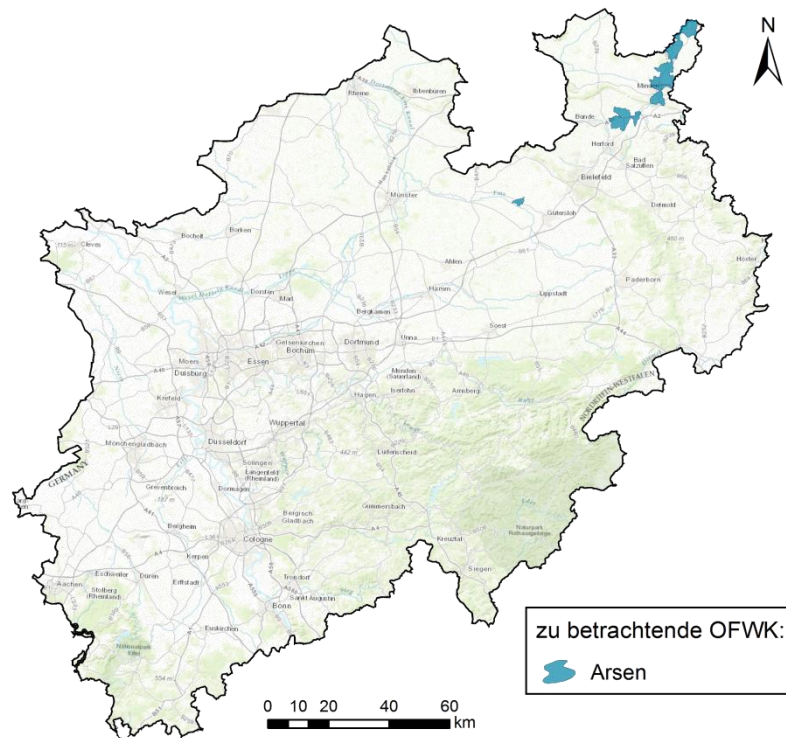 N
Rheine
Ibbenbüren
Minden
Bünde
A 2
Herford
Bad
Salzuflen
Bielefeld
Münster
Gütersloh
Detmold
Höxter
Bocholt
Borken
Ahlen
Paderborn
Wesel
Dorsten
Marl
Hamm
Lippstadt
Bergkamen
Soest
Unna
Gelsenkirchen
Bochum
Dortmund
Essen
Moers
Duisburg
Menden
(Sauerland)
Iserlohn
Arnsberg
Hagen
Krefeld
Wuppertal
NORDRHEIN-WESTFALEN
Mönchengladbach
Düsseldorf
Solingen
Langenfeld
(Rheinland)
Lüdenscheid
GERMANY
Grevenbroich
Dormagen
Bergisch
Gladbach
Gummersbach
Bergheim
Cologne
Kreuztal
Naturpark
Rothaargebirge
Kerpen
Siegen
Aachen
Eschweiler
Düren
Erftstadt
Stolberg
(Rheinland)
Troisdorf
Sankt Augustin
Bonn
Euskirchen
Nationalpark
Eifel
554 m
zu betrachtende OFWK:
Arsen
0 10 20 40 60
km